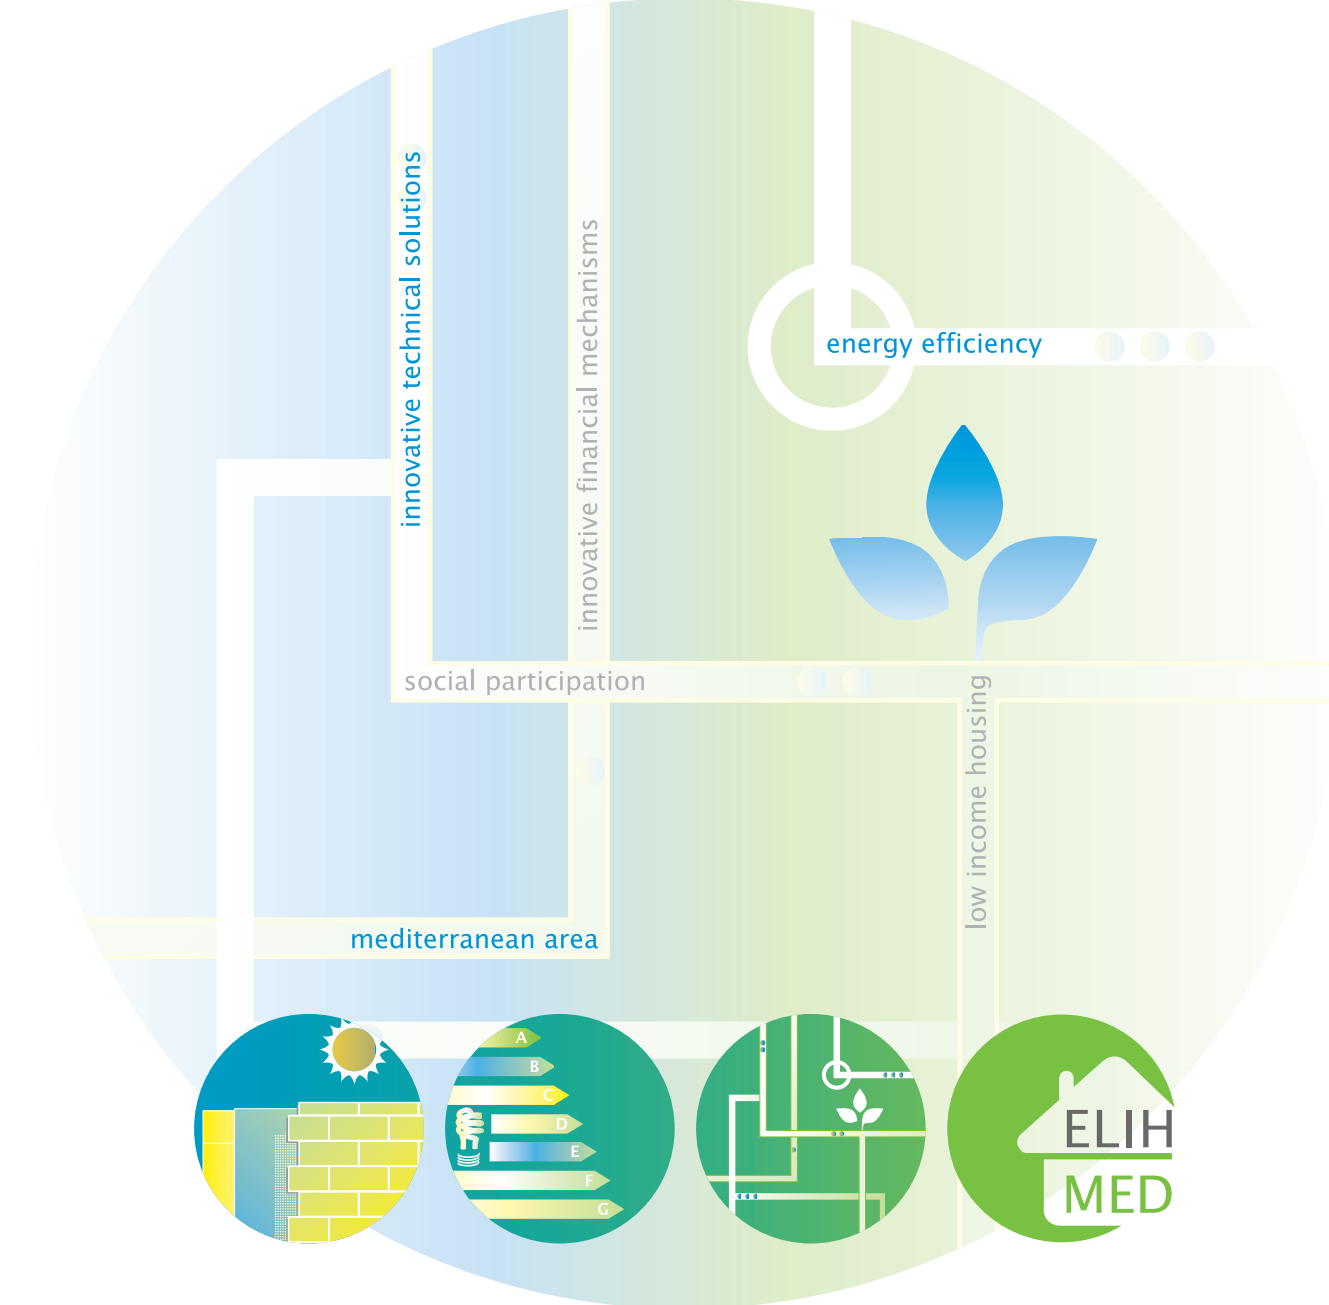 innovative technical solutions
innovative financial mechanisms
energy efficiency
social participation
low income housing
mediterranean area
A
B
C
D
E
F
G
ELIH
MED